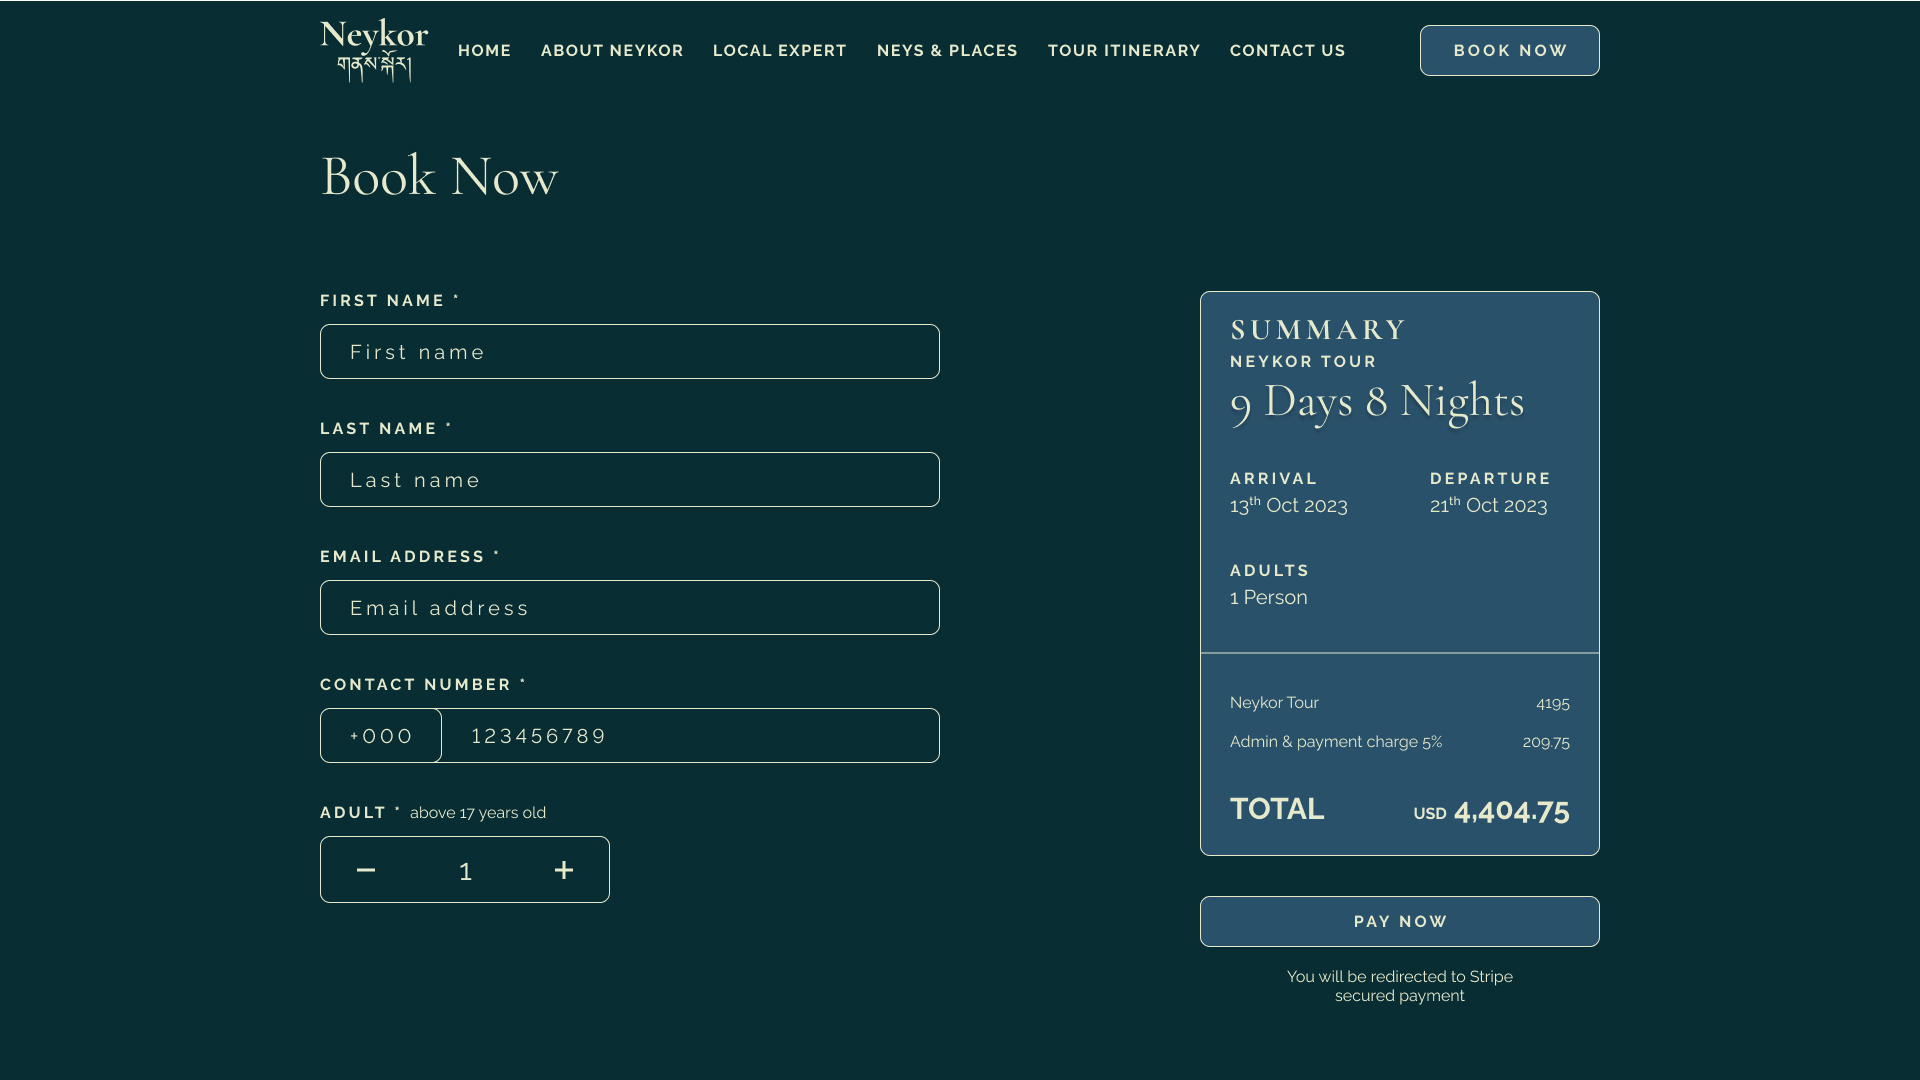 Neykor
གནས་སྐོར།
HOME
ABOUT NEYKOR
LOCAL EXPERT
NEYS & PLACES
TOUR ITINERARY
CONTACT US
BOOK NOW
Book Now
FIRST NAME *
First name
LAST NAME *
Last name
EMAIL ADDRESS *
Email address
CONTACT NUMBER *
+000 123456789
ADULT * above 17 years old
− 1 +
SUMMARY
NEYKOR TOUR
9 Days 8 Nights
ARRIVAL DEPARTURE
13th Oct 2023 21th Oct 2023
ADULTS
1 Person
Neykor Tour 4195
Admin & payment charge 5% 209.75
TOTAL USD 4,404.75
PAY NOW
You will be redirected to Stripe
secured payment